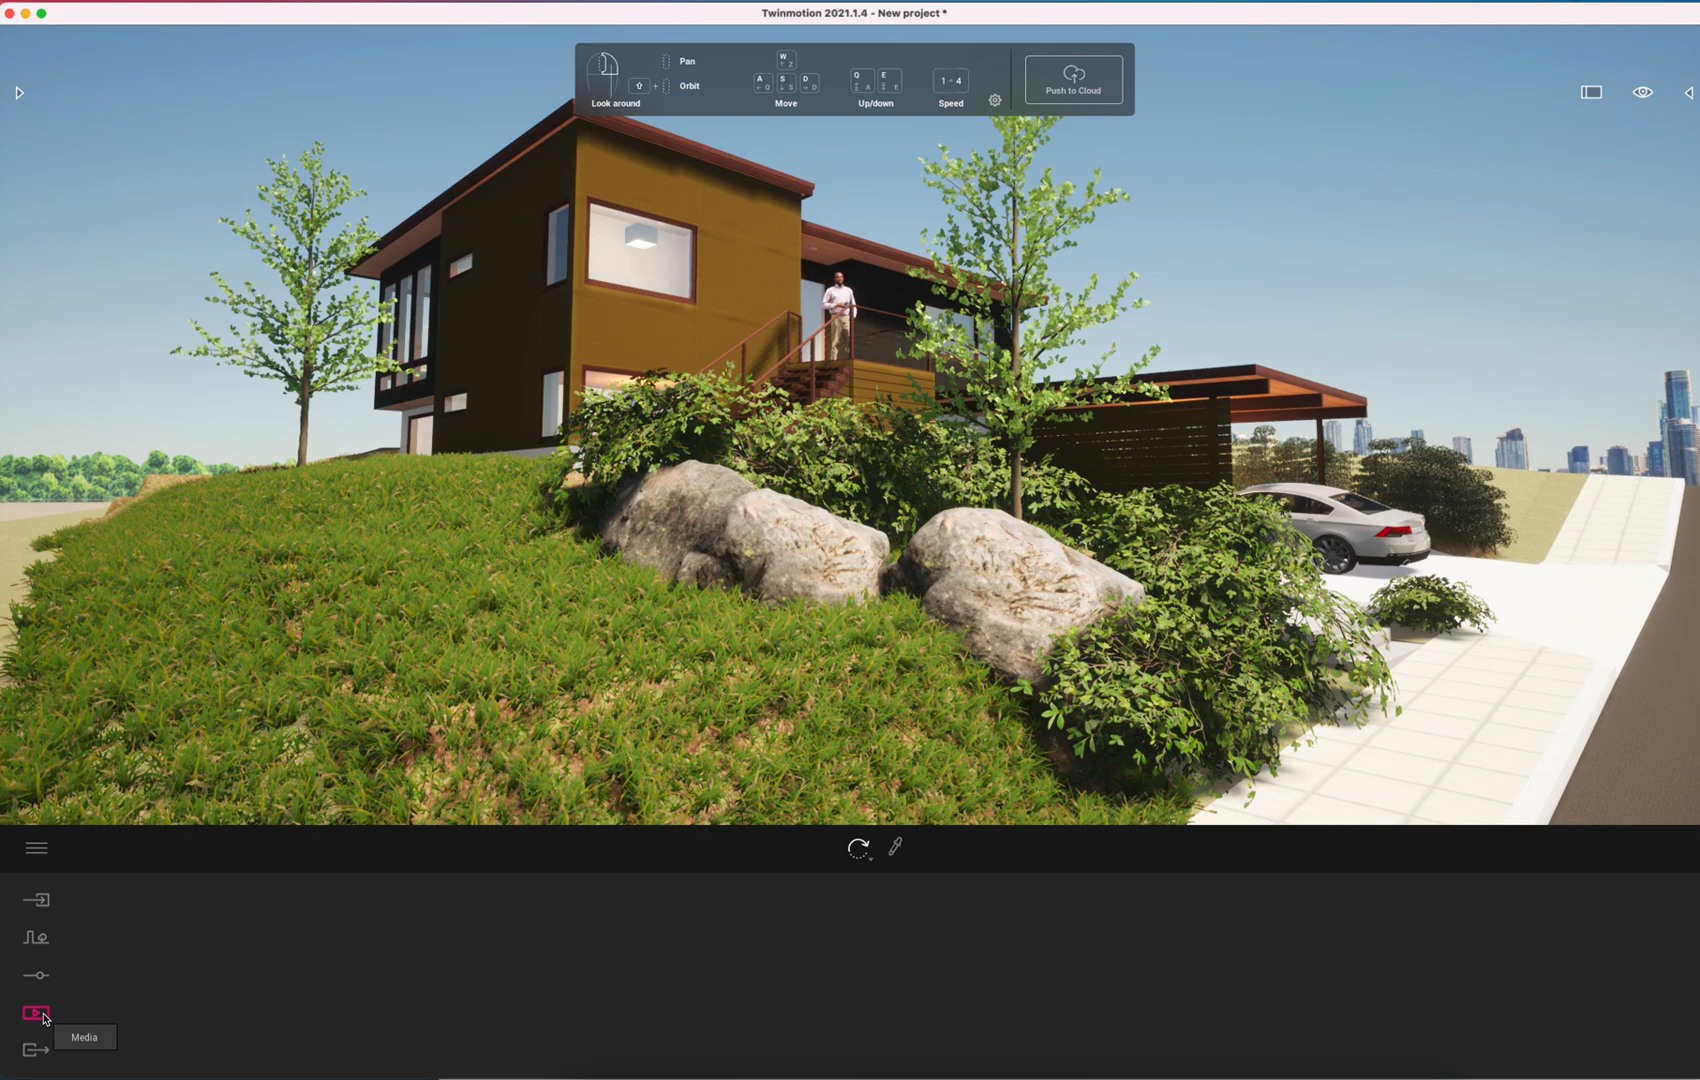 Twinmotion 2021.1.4 - New project *
Pan
Orbit
Look around
W
Z
A
Q
S
S
D
D
Move
Q
A
E
E
Up/down
1 4
Speed
Push to Cloud
Media